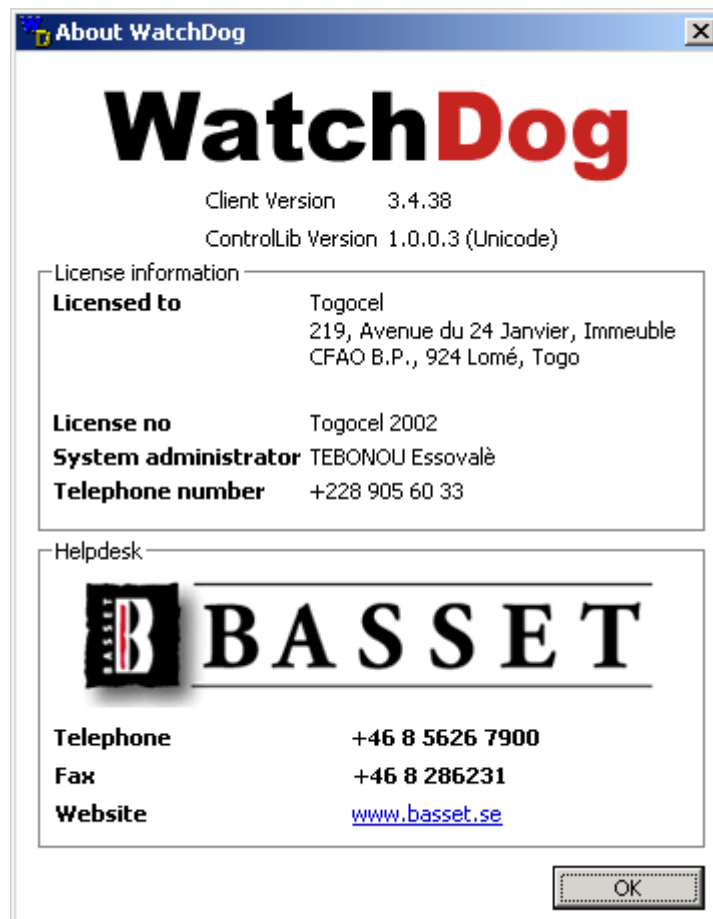 About WatchDog
WatchDog
Client Version 3.4.38
ControlLib Version 1.0.0.3 (Unicode)
License information
Licensed to Togocel
219, Avenue du 24 Janvier, Immeuble
CFAO B.P., 924 Lomé, Togo
License no Togocel 2002
System administrator TEBONOU Essovalè
Telephone number +228 905 60 33
Helpdesk
BASSET B BASSET
Telephone +46 8 5626 7900
Fax +46 8 286231
Website www.basset.se
OK